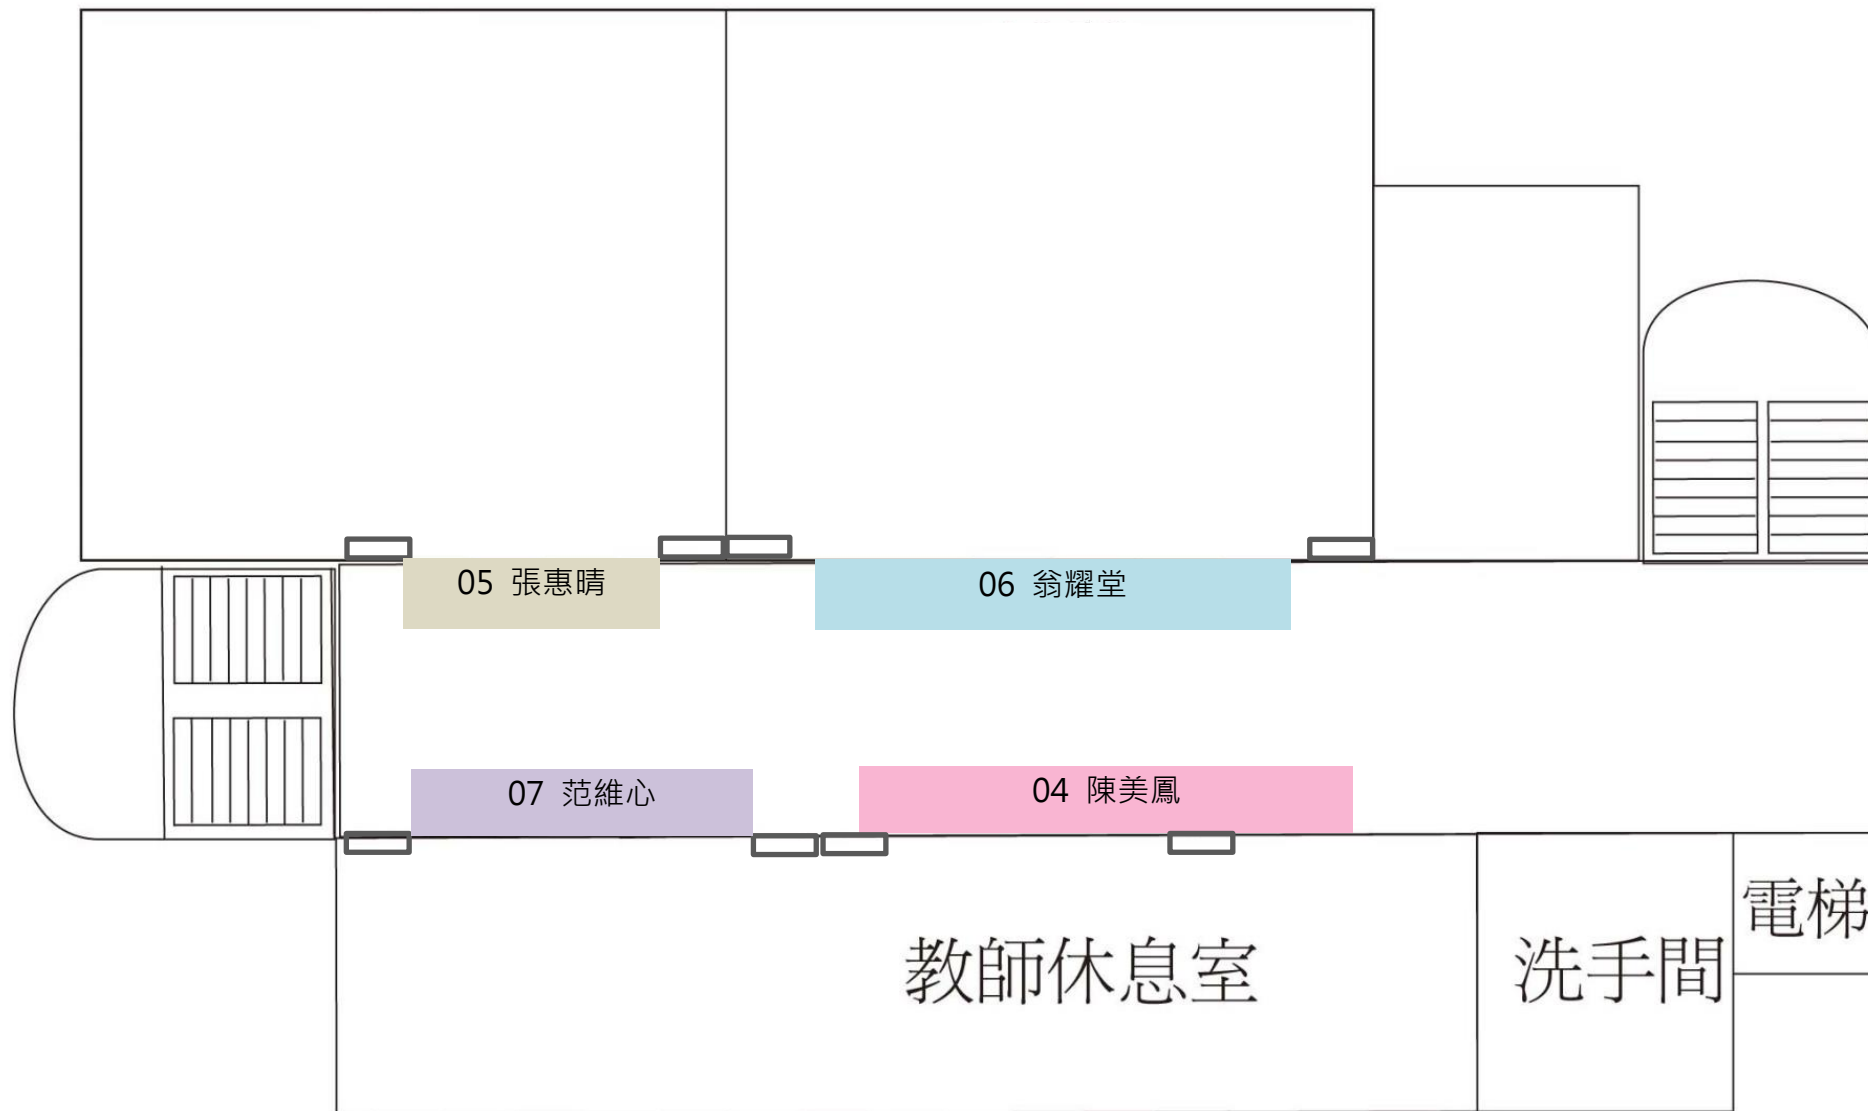 05 張惠晴
06 翁耀堂
07 范維心
04 陳美鳳
教師休息室
洗手間
電梯